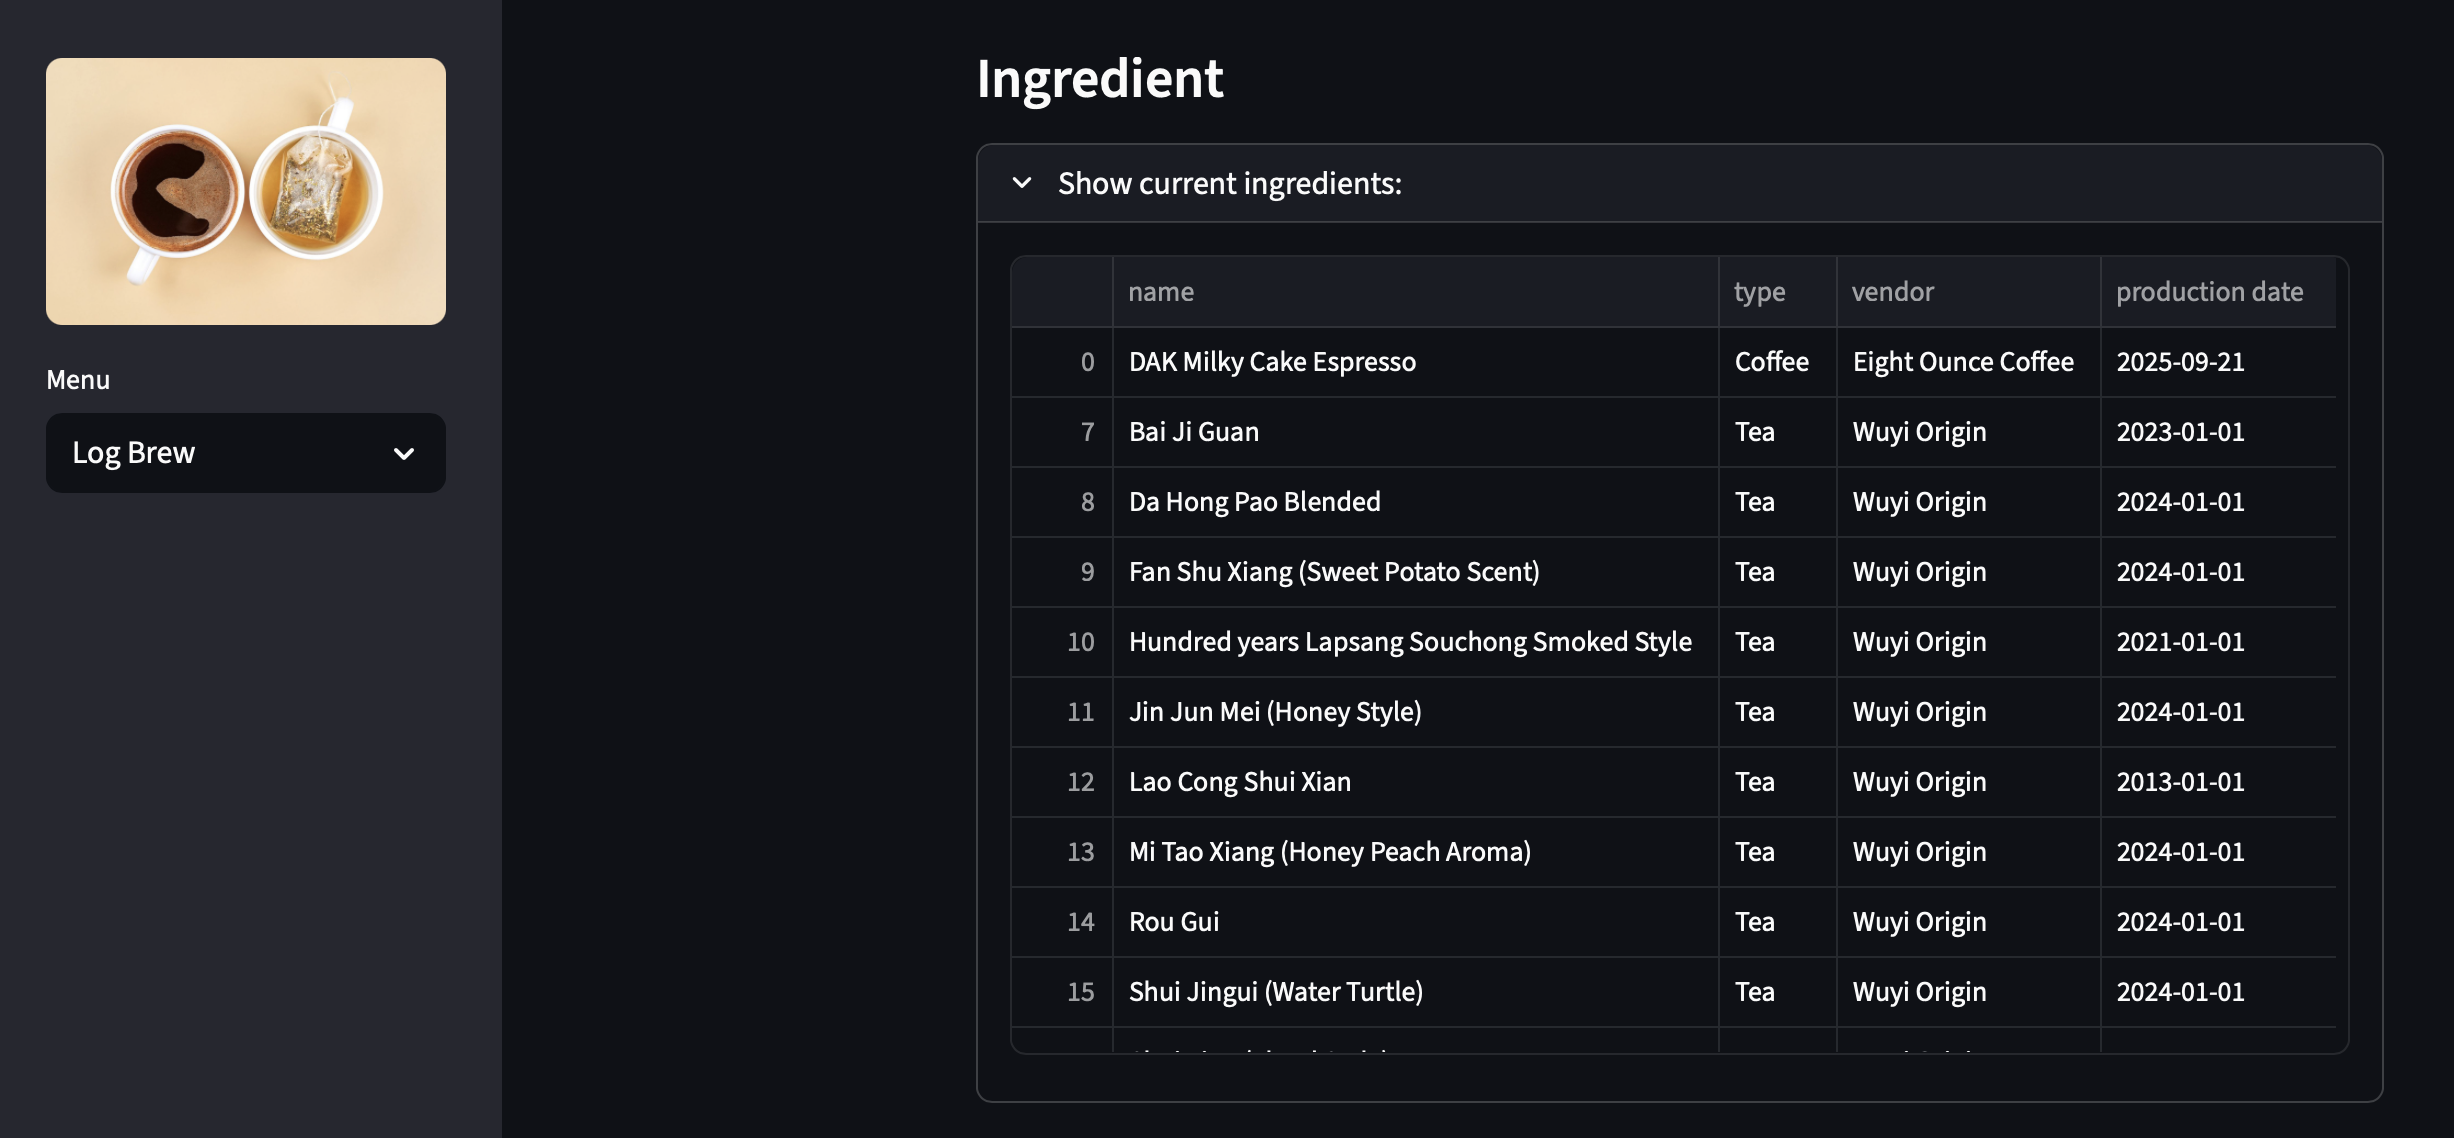 Menu
Log Brew
Ingredient
Show current ingredients:
name type vendor production date
0 DAK Milky Cake Espresso Coffee Eight Ounce Coffee 2025-09-21
7 Bai Ji Guan Tea Wuyi Origin 2023-01-01
8 Da Hong Pao Blended Tea Wuyi Origin 2024-01-01
9 Fan Shu Xiang (Sweet Potato Scent) Tea Wuyi Origin 2024-01-01
10 Hundred years Lapsang Souchong Smoked Style Tea Wuyi Origin 2021-01-01
11 Jin Jun Mei (Honey Style) Tea Wuyi Origin 2024-01-01
12 Lao Cong Shui Xian Tea Wuyi Origin 2013-01-01
13 Mi Tao Xiang (Honey Peach Aroma) Tea Wuyi Origin 2024-01-01
14 Rou Gui Tea Wuyi Origin 2024-01-01
15 Shui Jingui (Water Turtle) Tea Wuyi Origin 2024-01-01